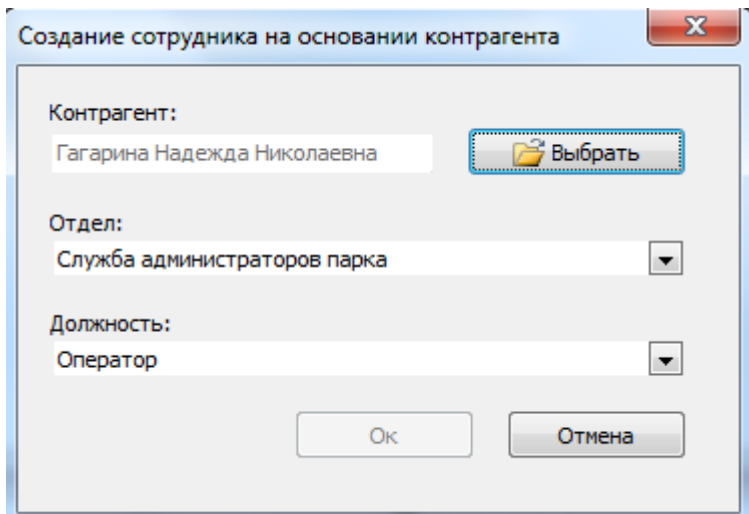 Создание сотрудника на основании контрагента
Контрагент:
Гагарина Надежда Николаевна
Выбрать
Отдел:
Служба администраторов парка
Должность:
Оператор
Ок
Отмена